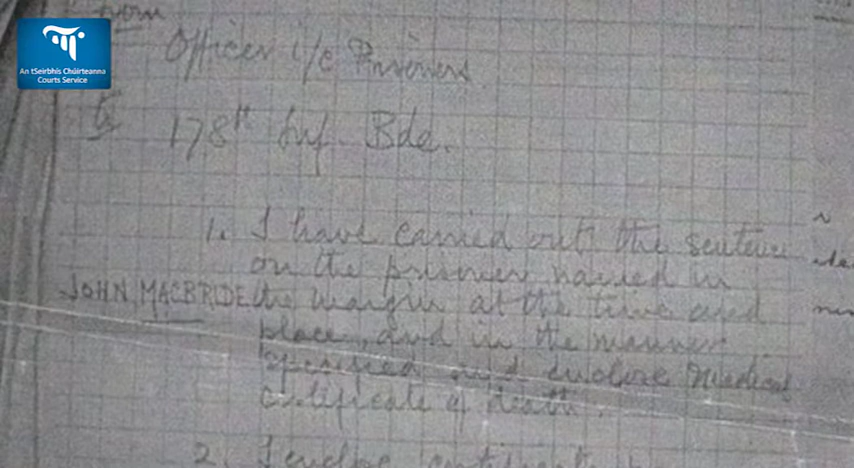 from
An tSeirbhís Chúirteanna
Courts Service
Officer i/c Prisoners
to
178th Inf. Bde.
1. I have carried out the sentence
on the prisoner named in
JOHN MACBRIDE the margin at the time and
place, and in the manner
specified and enclose Medical
certificate of death.
2. I enclose